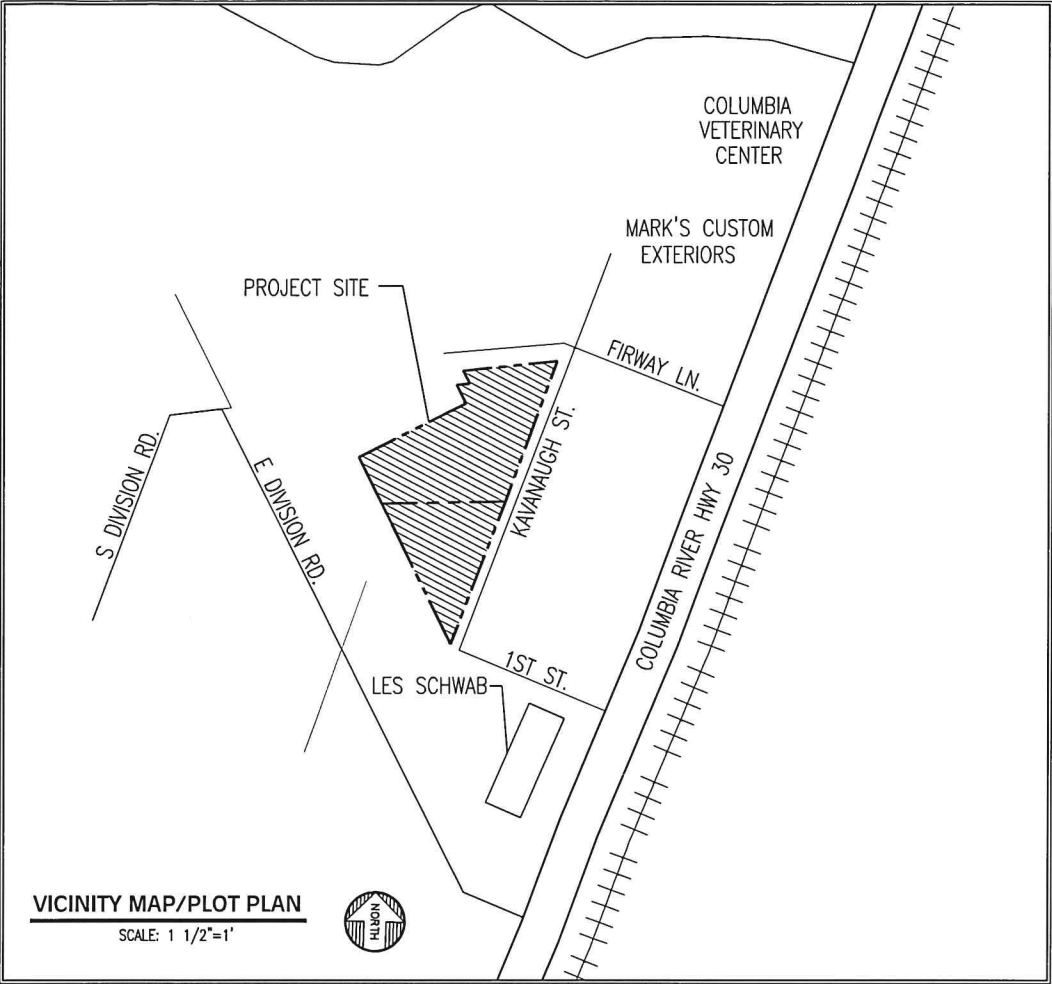 COLUMBIA
VETERINARY
CENTER
MARK'S CUSTOM
EXTERIORS
PROJECT SITE
FIRWAY LN.
KAVANAUGH ST.
S DIVISION RD.
E DIVISION RD.
COLUMBIA RIVER HWY 30
1ST ST.
LES SCHWAB
VICINITY MAP/PLOT PLAN
SCALE: 1 1/2"=1'
NORTH